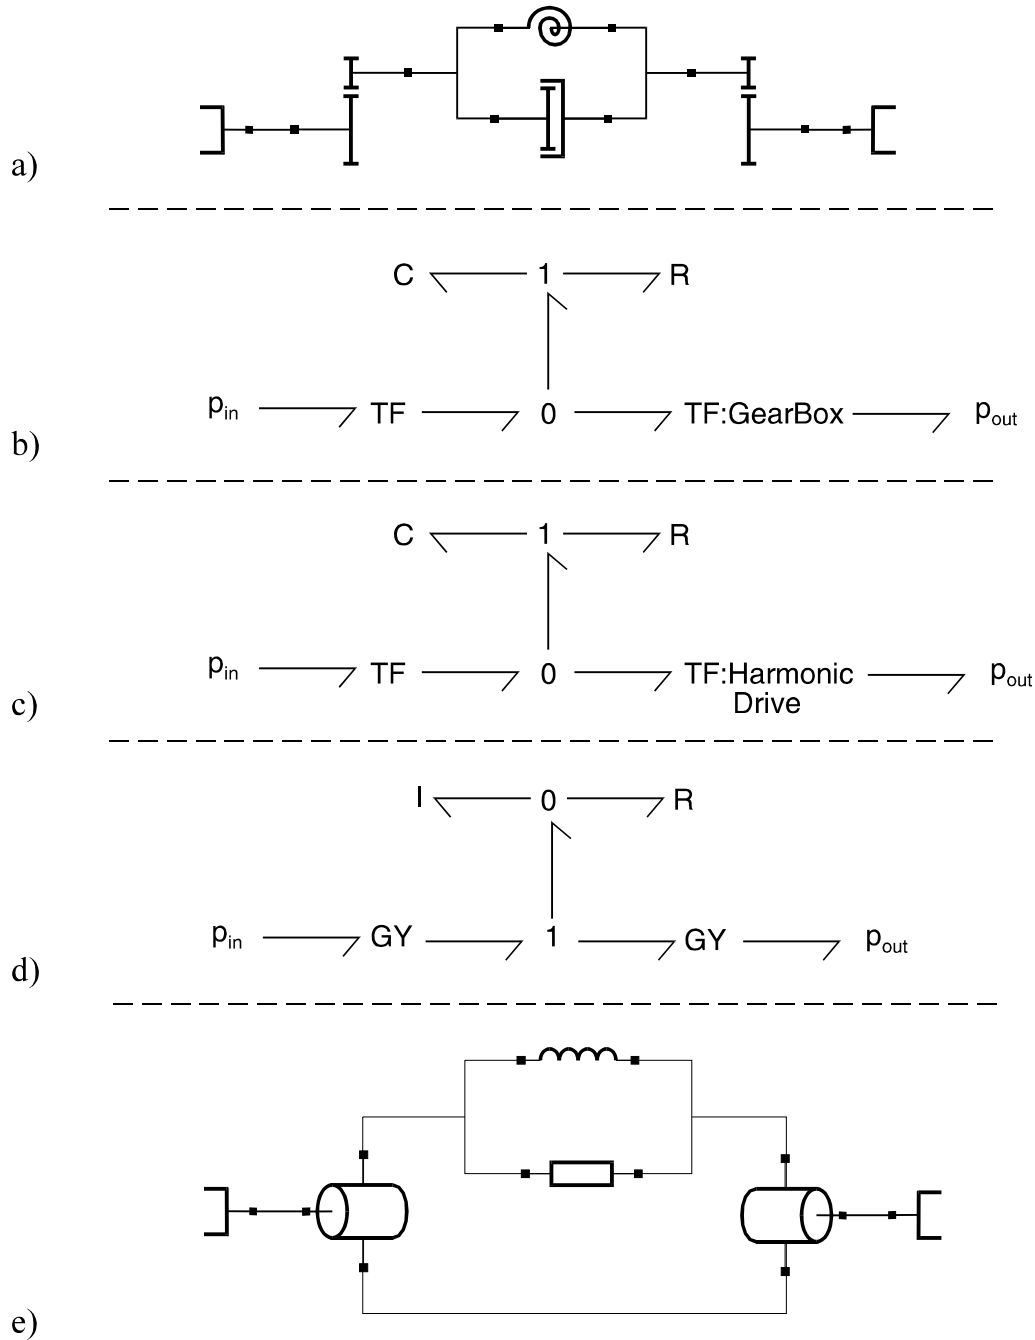 a)
C 1 R
p_in TF 0 TF:GearBox p_out
b)
C 1 R
p_in TF 0 TF:Harmonic p_out
Drive
c)
I 0 R
p_in GY 1 GY p_out
d)
e)